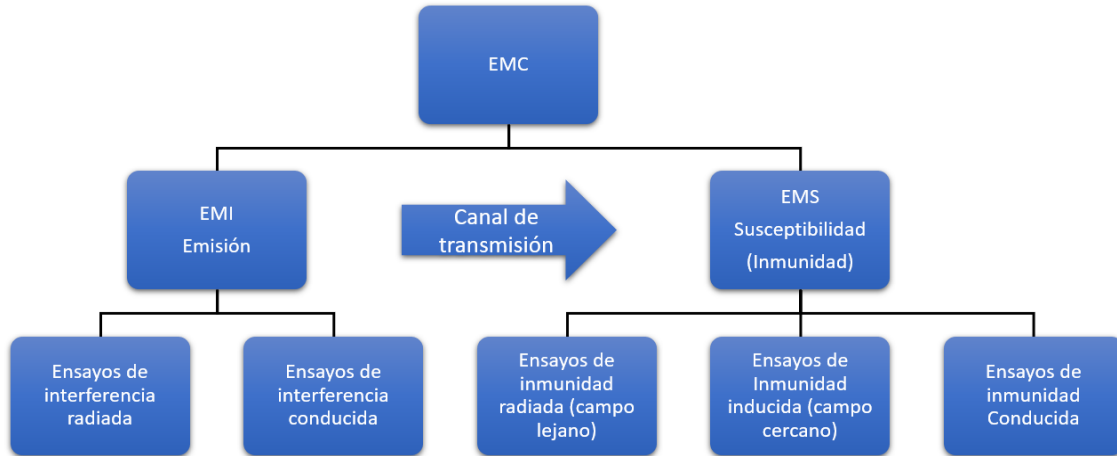 EMC
EMI
Emisión
Canal de
transmisión
EMS
Susceptibilidad
(Inmunidad)
Ensayos de
interferencia
radiada
Ensayos de
interferencia
conducida
Ensayos de
inmunidad
radiada (campo
lejano)
Ensayos de
Inmunidad
inducida (campo
cercano)
Ensayos de
inmunidad
Conducida